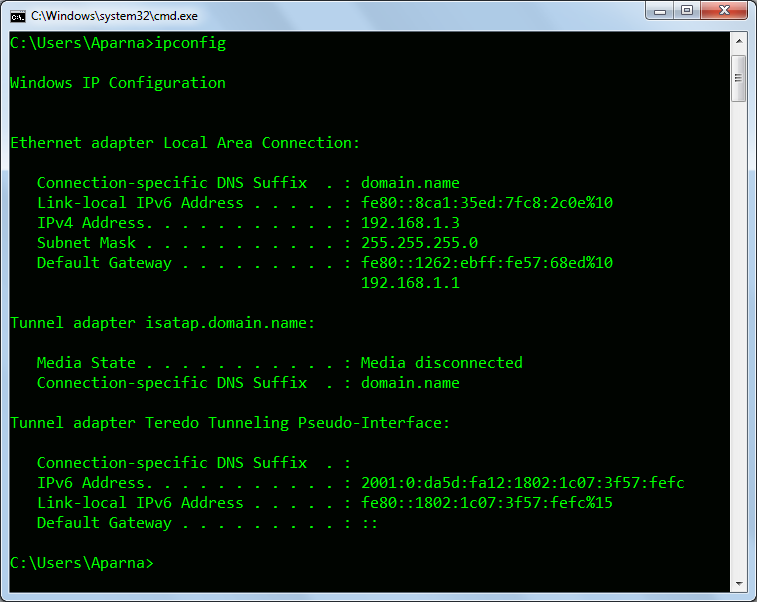 C:\Windows\system32\cmd.exe
C:\Users\Aparna>ipconfig
Windows IP Configuration
Ethernet adapter Local Area Connection:
   Connection-specific DNS Suffix  . : domain.name
   Link-local IPv6 Address . . . . . : fe80::8ca1:35ed:7fc8:2c0e%10
   IPv4 Address. . . . . . . . . . . : 192.168.1.3
   Subnet Mask . . . . . . . . . . . : 255.255.255.0
   Default Gateway . . . . . . . . . : fe80::1262:ebff:fe57:68ed%10
                                       192.168.1.1
Tunnel adapter isatap.domain.name:
   Media State . . . . . . . . . . . : Media disconnected
   Connection-specific DNS Suffix  . : domain.name
Tunnel adapter Teredo Tunneling Pseudo-Interface:
   Connection-specific DNS Suffix  . :
   IPv6 Address. . . . . . . . . . . : 2001:0:da5d:fa12:1802:1c07:3f57:fefc
   Link-local IPv6 Address . . . . . : fe80::1802:1c07:3f57:fefc%15
   Default Gateway . . . . . . . . . : ::
C:\Users\Aparna>